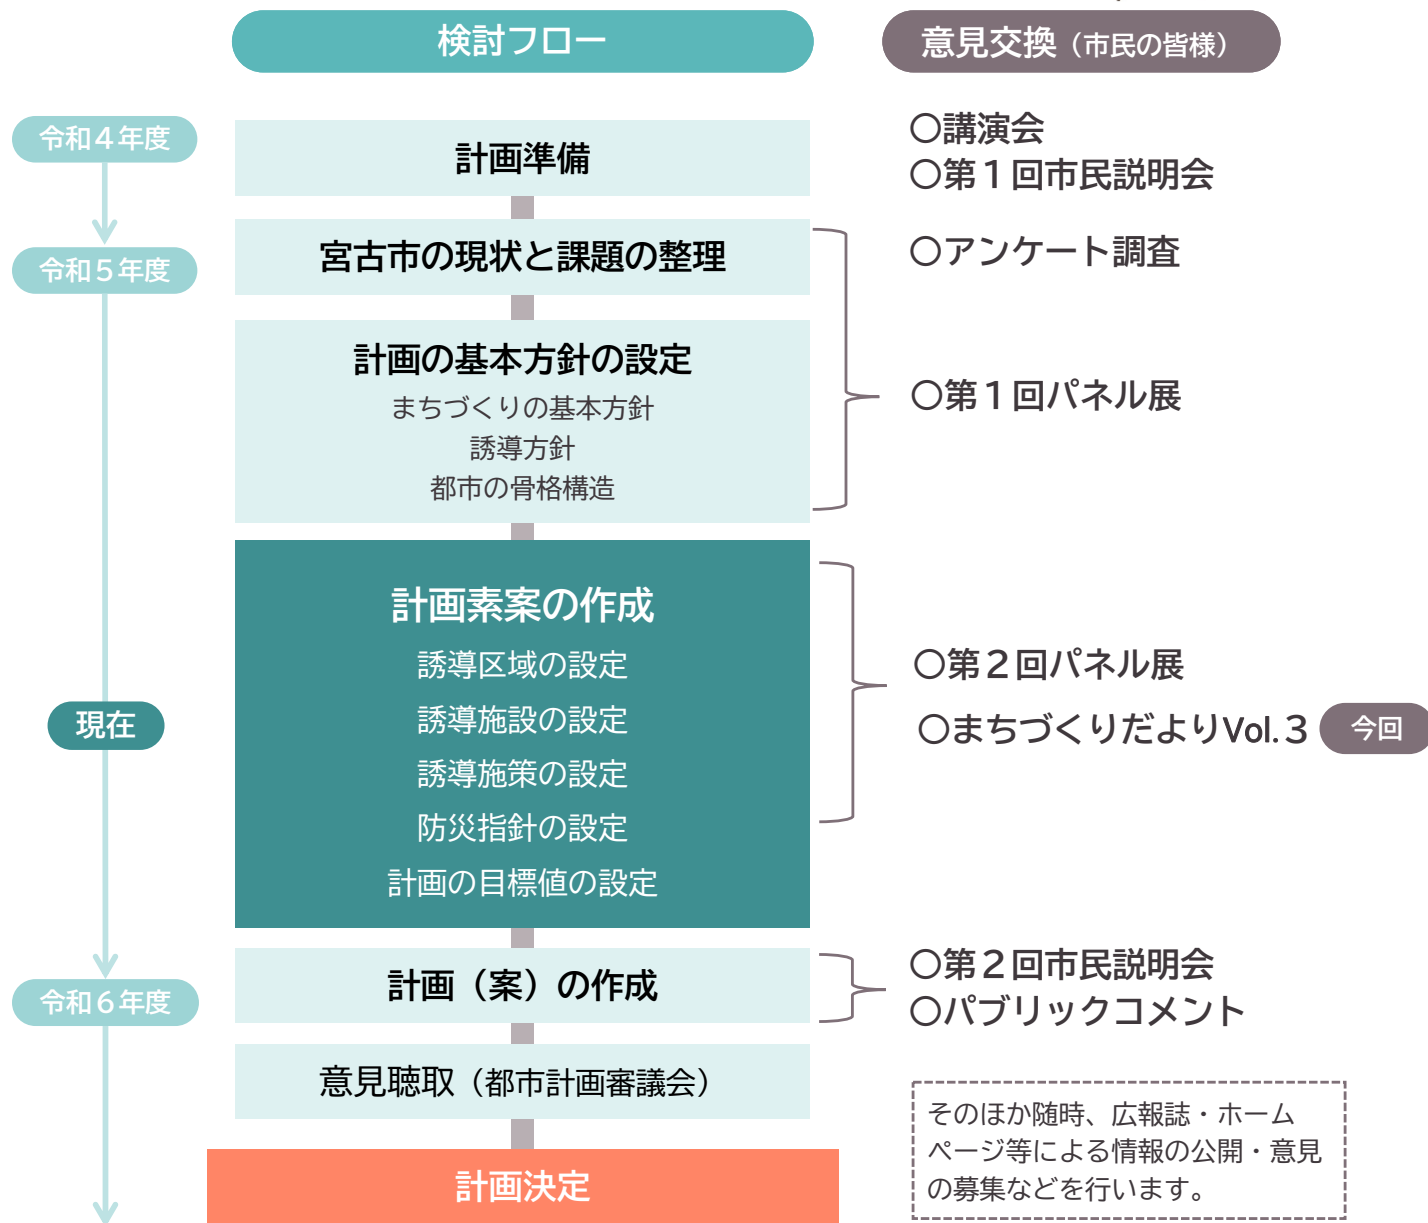 検討フロー
意見交換（市民の皆様）
令和４年度
計画準備
〇講演会
〇第１回市民説明会
令和５年度
宮古市の現状と課題の整理
〇アンケート調査
計画の基本方針の設定
まちづくりの基本方針
誘導方針
都市の骨格構造
〇第１回パネル展
計画素案の作成
誘導区域の設定
誘導施設の設定
誘導施策の設定
防災指針の設定
計画の目標値の設定
〇第２回パネル展
現在
〇まちづくりだよりVol.３
今回
令和６年度
計画（案）の作成
〇第２回市民説明会
〇パブリックコメント
意見聴取（都市計画審議会）
計画決定
そのほか随時、広報誌・ホーム
ページ等による情報の公開・意見
の募集などを行います。